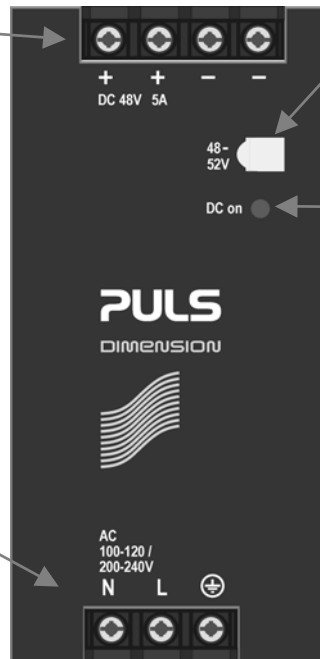 + + − −
DC 48V 5A
48-
52V
DC on
PULS
DIMENSION
AC
100-120 /
200-240V
N L